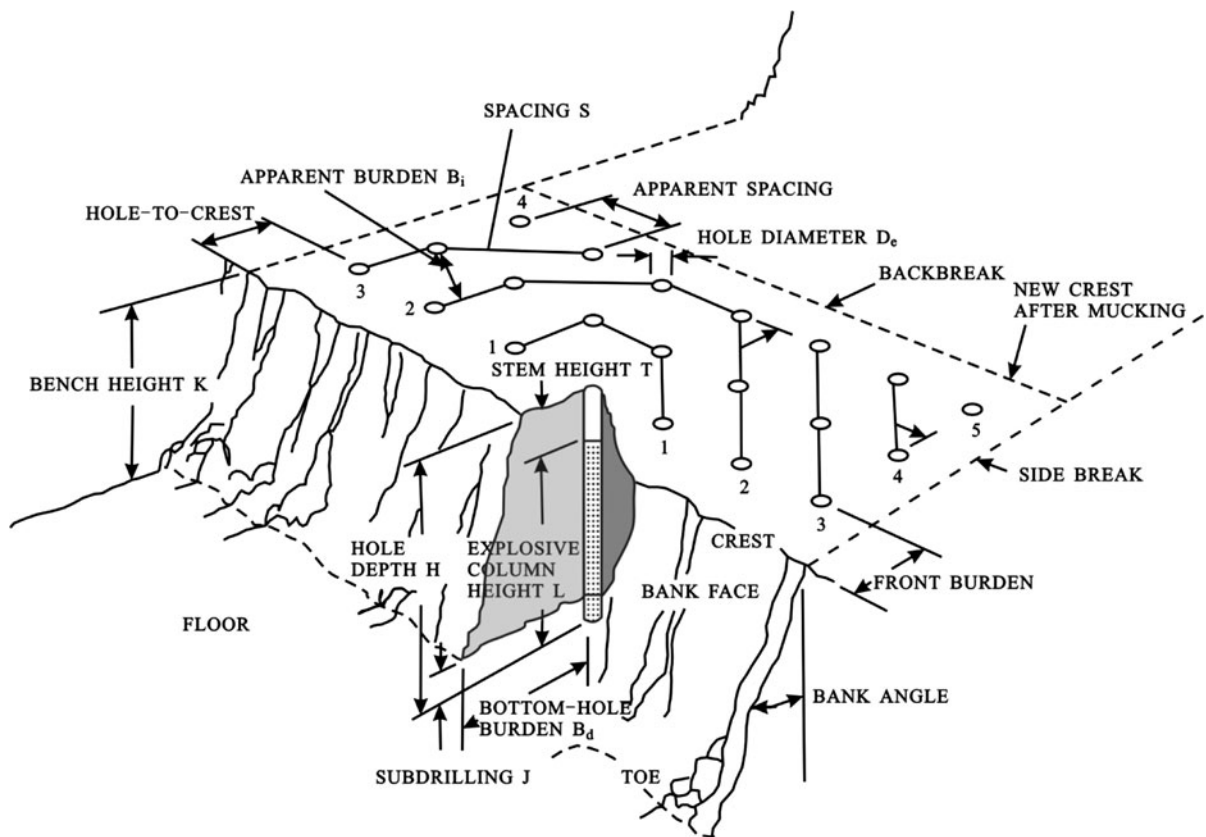 SPACING S
APPARENT BURDEN Bi
4
APPARENT SPACING
HOLE-TO-CREST
HOLE DIAMETER De
3
BACKBREAK
2
NEW CREST
AFTER MUCKING
1
STEM HEIGHT T
BENCH HEIGHT K
5
1
4
2
SIDE BREAK
3
CREST
HOLE
DEPTH H
EXPLOSIVE
COLUMN
HEIGHT L
BANK FACE
FRONT BURDEN
FLOOR
BANK ANGLE
BOTTOM-HOLE
BURDEN Bd
SUBDRILLING J
TOE